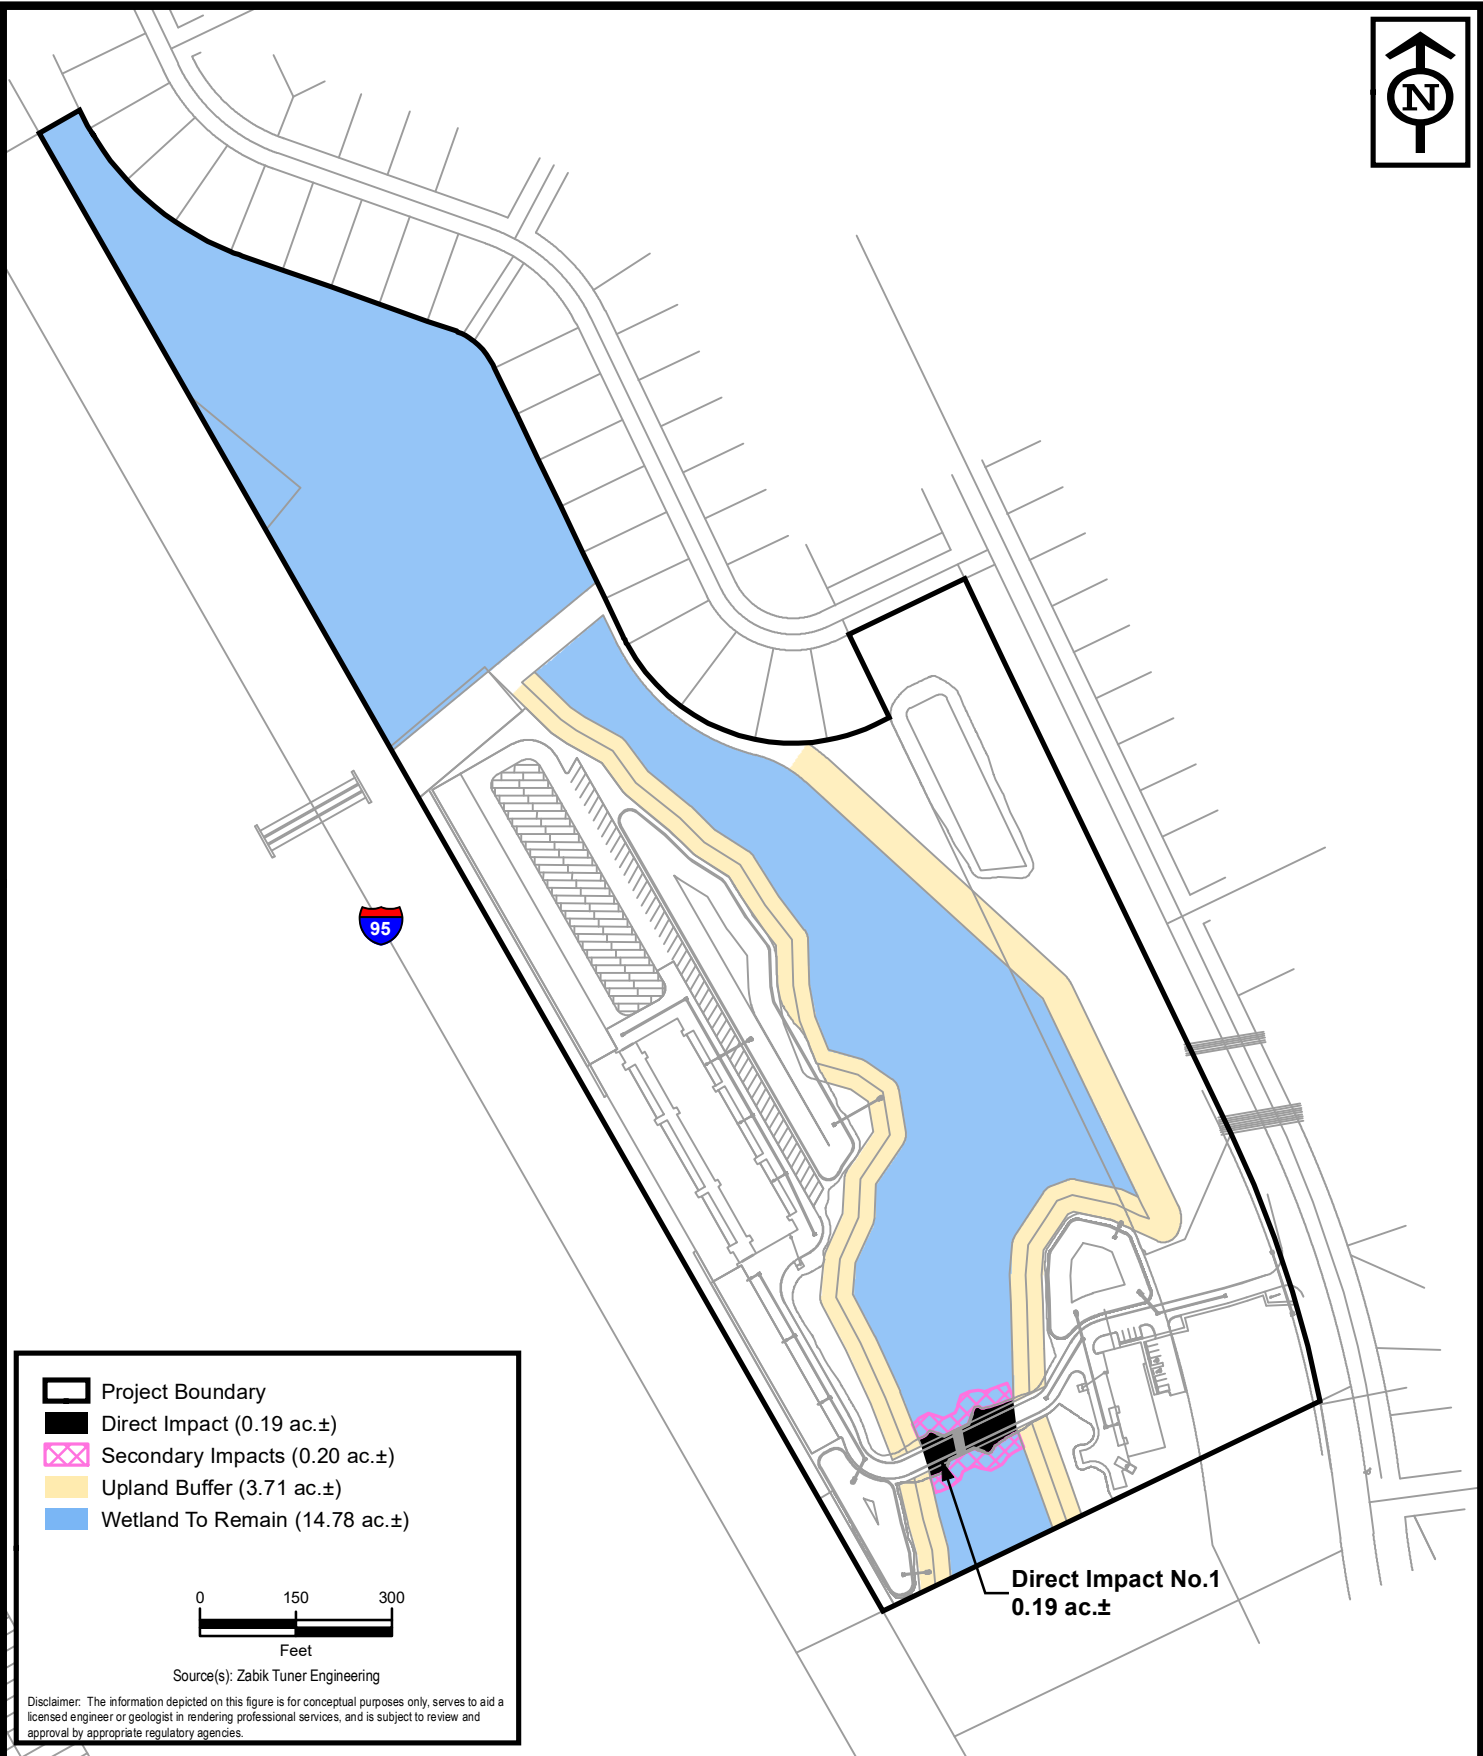 N
95
Project Boundary
Direct Impact (0.19 ac.±)
Secondary Impacts (0.20 ac.±)
Upland Buffer (3.71 ac.±)
Wetland To Remain (14.78 ac.±)
0 150 300
Feet
Source(s): Zabik Tuner Engineering
Disclaimer: The information depicted on this figure is for conceptual purposes only, serves to aid a
licensed engineer or geologist in rendering professional services, and is subject to review and
approval by appropriate regulatory agencies.
Direct Impact No.1
0.19 ac.±